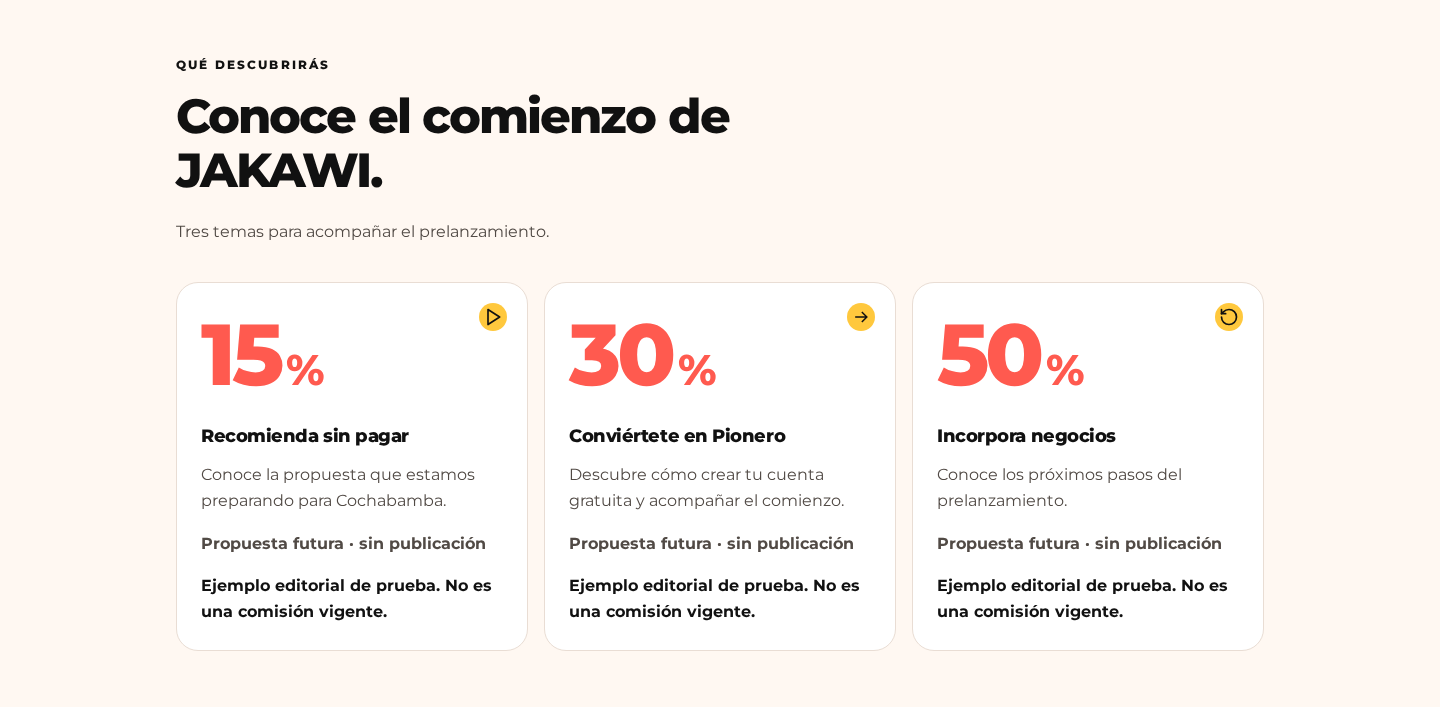 QUÉ DESCUBRIRÁS
Conoce el comienzo de
JAKAWI.
Tres temas para acompañar el prelanzamiento.
15%
Recomienda sin pagar
Conoce la propuesta que estamos
preparando para Cochabamba.
Propuesta futura · sin publicación
Ejemplo editorial de prueba. No es
una comisión vigente.
30%
Conviértete en Pionero
Descubre cómo crear tu cuenta
gratuita y acompañar el comienzo.
Propuesta futura · sin publicación
Ejemplo editorial de prueba. No es
una comisión vigente.
50%
Incorpora negocios
Conoce los próximos pasos del
prelanzamiento.
Propuesta futura · sin publicación
Ejemplo editorial de prueba. No es
una comisión vigente.